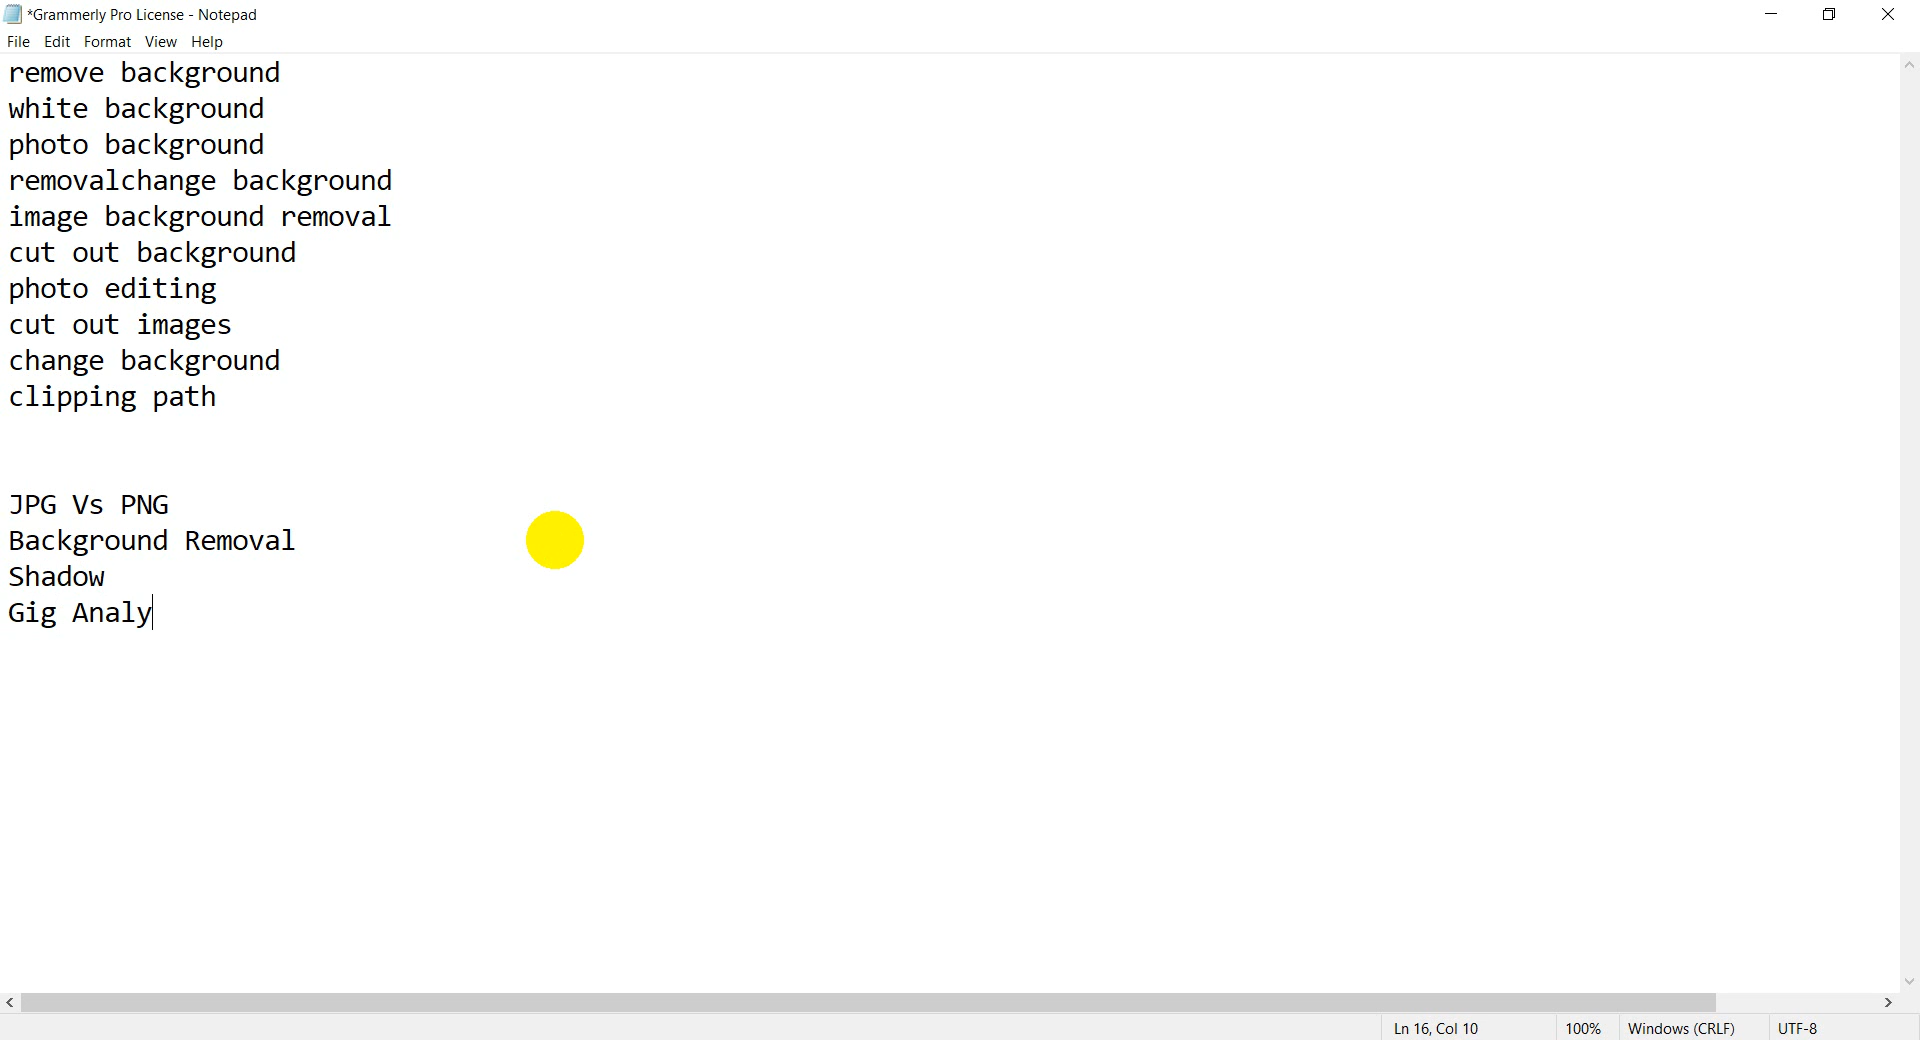 *Grammerly Pro License - Notepad
File Edit Format View Help
remove background
white background
photo background
removalchange background
image background removal
cut out background
photo editing
cut out images
change background
clipping path
JPG Vs PNG
Background Removal
Shadow
Gig Analy
Ln 16, Col 10 100% Windows (CRLF) UTF-8